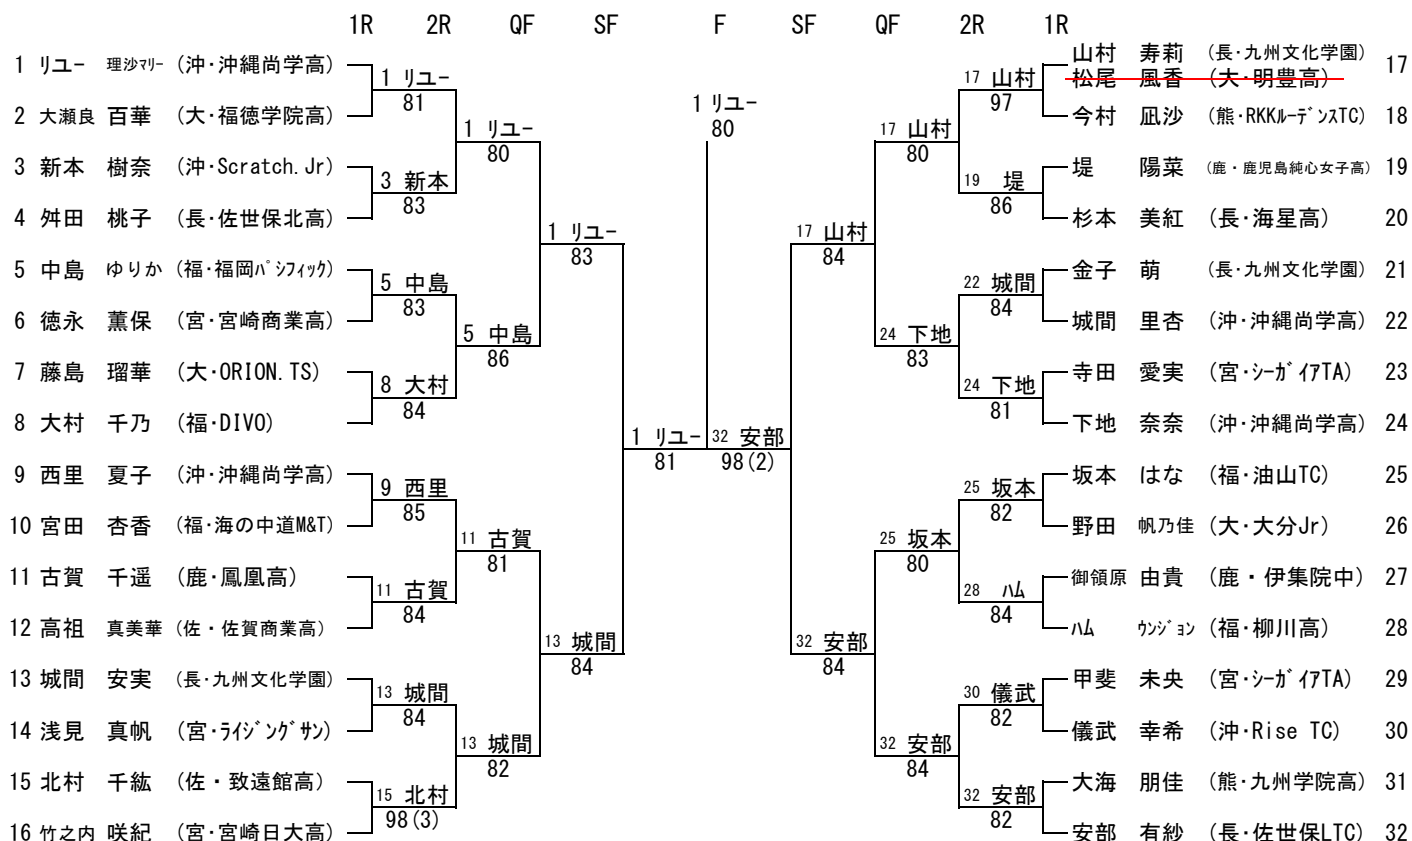 1R 2R QF SF F SF QF 2R 1R
1 リユー 理沙マリー (沖・沖縄尚学高)
2 大瀬良 百華 (大・福徳学院高)
3 新本 樹奈 (沖・Scratch.Jr)
4 舛田 桃子 (長・佐世保北高)
5 中島 ゆりか (福・福岡パシフィック)
6 徳永 薫保 (宮・宮崎商業高)
7 藤島 瑠華 (大・ORION.TS)
8 大村 千乃 (福・DIVO)
9 西里 夏子 (沖・沖縄尚学高)
10 宮田 杏香 (福・海の中道M&T)
11 古賀 千遥 (鹿・鳳凰高)
12 高祖 真美華 (佐・佐賀商業高)
13 城間 安実 (長・九州文化学園)
14 浅見 真帆 (宮・ライジングサン)
15 北村 千紘 (佐・致遠館高)
16 竹之内 咲紀 (宮・宮崎日大高)
1 リユー
81
3 新本
83
5 中島
83
8 大村
84
9 西里
85
11 古賀
84
13 城間
84
15 北村
98(3)
1 リユー
80
5 中島
86
11 古賀
81
13 城間
82
1 リユー
83
13 城間
84
1 リユー
81
1 リユー
80
32 安部
98(2)
17 山村
84
32 安部
84
17 山村
80
24 下地
83
25 坂本
80
32 安部
84
17 山村
97
19 堤
86
22 城間
84
24 下地
81
25 坂本
82
28 ハム
84
30 儀武
82
32 安部
82
山村 寿莉 (長・九州文化学園) 17
松尾 風香 (大・明豊高)
今村 凪沙 (熊・RKKルーデンスTC) 18
堤 陽菜 (鹿・鹿児島純心女子高) 19
杉本 美紅 (長・海星高) 20
金子 萌 (長・九州文化学園) 21
城間 里杏 (沖・沖縄尚学高) 22
寺田 愛実 (宮・シーガイアTA) 23
下地 奈奈 (沖・沖縄尚学高) 24
坂本 はな (福・油山TC) 25
野田 帆乃佳 (大・大分Jr) 26
御領原 由貴 (鹿・伊集院中) 27
ハム ウンジョン (福・柳川高) 28
甲斐 未央 (宮・シーガイアTA) 29
儀武 幸希 (沖・Rise TC) 30
大海 朋佳 (熊・九州学院高) 31
安部 有紗 (長・佐世保LTC) 32